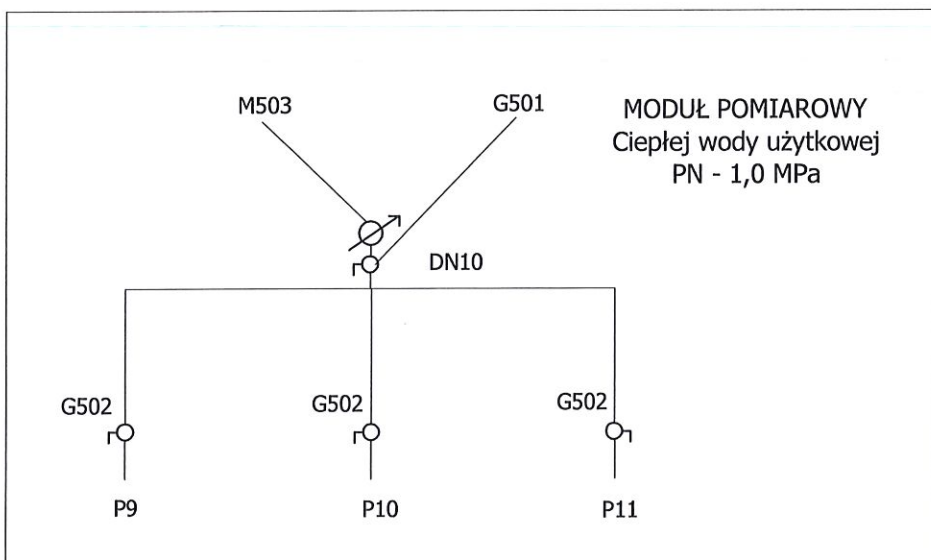 M503
G501
MODUŁ POMIAROWY
Ciepłej wody użytkowej
PN - 1,0 MPa
DN10
G502
G502
G502
P9
P10
P11